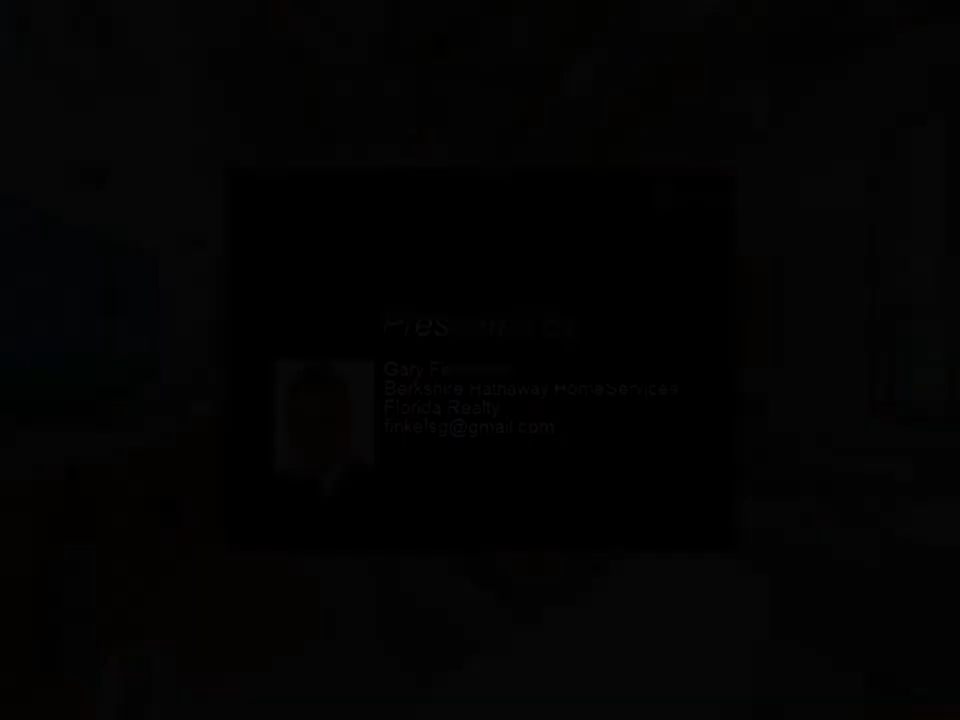 Gary
Berkshire Hathaway HomeServices
Florida Realty
finkelsg@gmail.com